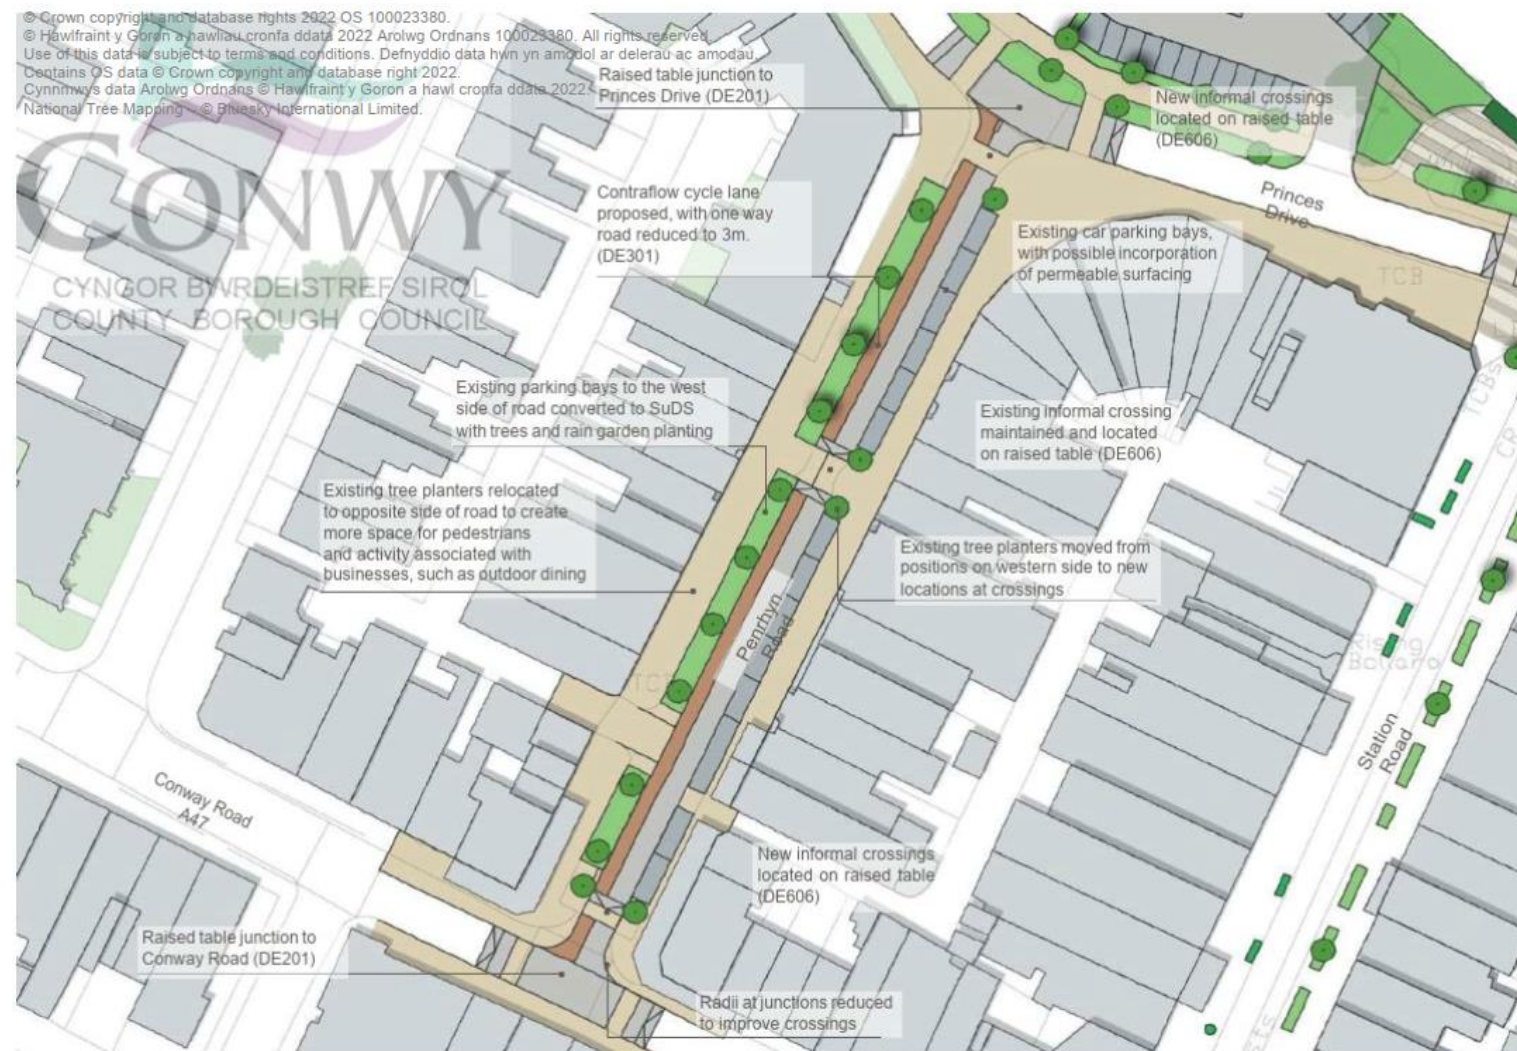 © Crown copyright and database rights 2022 OS 100023380.
© Hawlfraint y Goron a hawliau cronfa ddata 2022 Arolwg Ordnans 100023380. All rights reserved.
Use of this data is subject to terms and conditions. Defnyddio data hwn yn amodol ar delerau ac amodau.
Contains OS data © Crown copyright and database right 2022.
Cynnhwys data Arolwg Ordnans © Hawlfraint y Goron a hawl cronfa ddata 2022
National Tree Mapping - © Bluesky International Limited.
CONWY
CYNGOR BWRDEISTREF SIROL
COUNTY BOROUGH COUNCIL
Raised table junction to
Princes Drive (DE201)
New informal crossings
located on raised table
(DE606)
Contraflow cycle lane
proposed, with one way
road reduced to 3m.
(DE301)
Princes
Drive
Existing car parking bays,
with possible incorporation
of permeable surfacing
TCB
TCBs
Existing parking bays to the west
side of road converted to SuDS
with trees and rain garden planting
Existing informal crossing
maintained and located
on raised table (DE606)
Existing tree planters relocated
to opposite side of road to create
more space for pedestrians
and activity associated with
businesses, such as outdoor dining
Existing tree planters moved from
positions on western side to new
locations at crossings
Penrhyn
Road
Rising
Bollard
Station
Road
Conway Road
A47
New informal crossings
located on raised table
(DE606)
Raised table junction to
Conway Road (DE201)
Radii at junctions reduced
to improve crossings